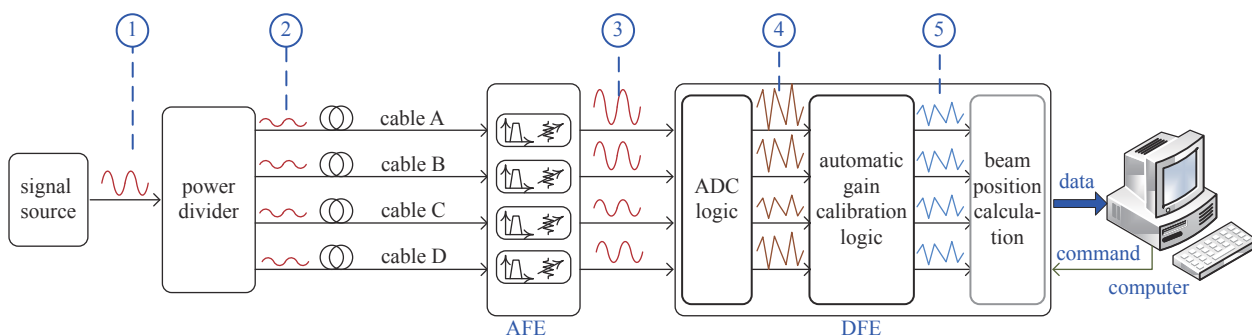 1
2
3
4
5
signal
source
power
divider
cable A
cable B
cable C
cable D
AFE
ADC
logic
automatic
gain
calibration
logic
beam
position
calcula-
tion
DFE
data
command
computer